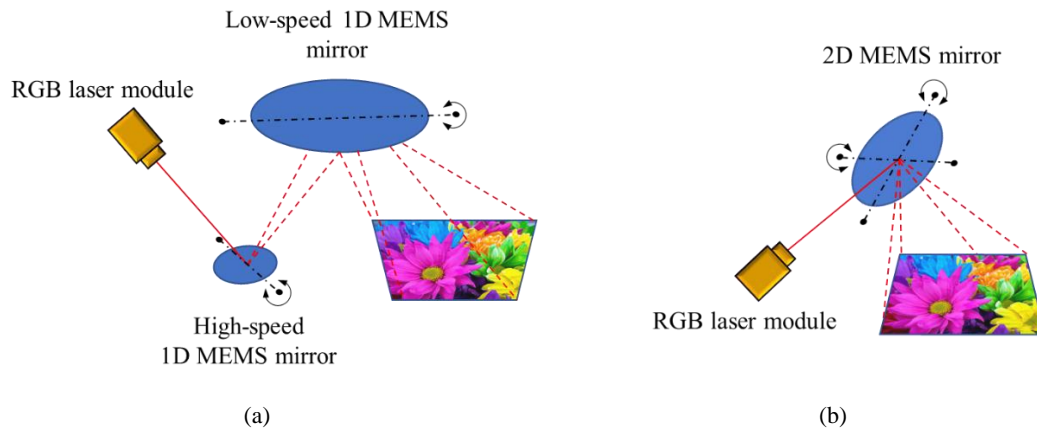 Low-speed 1D MEMS
mirror
RGB laser module
High-speed
1D MEMS mirror
(a)
2D MEMS mirror
RGB laser module
(b)